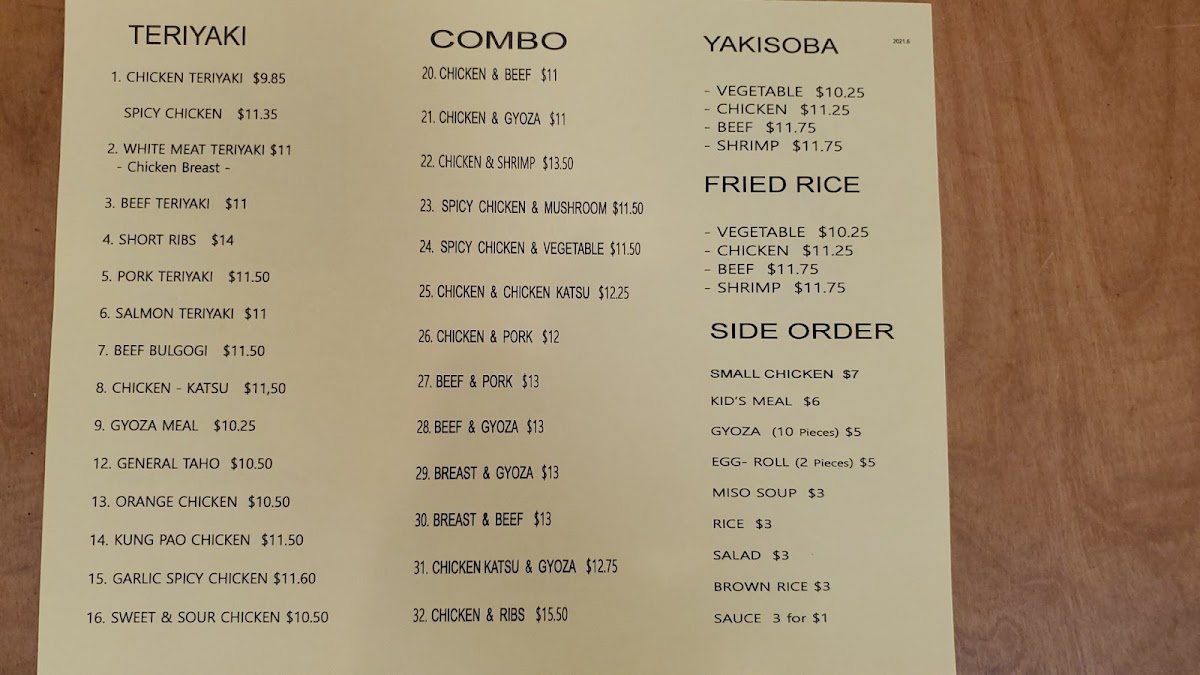 TERIYAKI
1. CHICKEN TERIYAKI $9.85
SPICY CHICKEN $11.35
2. WHITE MEAT TERIYAKI $11
- Chicken Breast -
3. BEEF TERIYAKI $11
4. SHORT RIBS $14
5. PORK TERIYAKI $11.50
6. SALMON TERIYAKI $11
7. BEEF BULGOGI $11.50
8. CHICKEN - KATSU $11,50
9. GYOZA MEAL $10.25
12. GENERAL TAHO $10.50
13. ORANGE CHICKEN $10.50
14. KUNG PAO CHICKEN $11.50
15. GARLIC SPICY CHICKEN $11.60
16. SWEET & SOUR CHICKEN $10.50
COMBO
20. CHICKEN & BEEF $11
21. CHICKEN & GYOZA $11
22. CHICKEN & SHRIMP $13.50
23. SPICY CHICKEN & MUSHROOM $11.50
24. SPICY CHICKEN & VEGETABLE $11.50
25. CHICKEN & CHICKEN KATSU $12.25
26. CHICKEN & PORK $12
27. BEEF & PORK $13
28. BEEF & GYOZA $13
29. BREAST & GYOZA $13
30. BREAST & BEEF $13
31. CHICKEN KATSU & GYOZA $12.75
32. CHICKEN & RIBS $15.50
2021.6
YAKISOBA
- VEGETABLE $10.25
- CHICKEN $11.25
- BEEF $11.75
- SHRIMP $11.75
FRIED RICE
- VEGETABLE $10.25
- CHICKEN $11.25
- BEEF $11.75
- SHRIMP $11.75
SIDE ORDER
SMALL CHICKEN $7
KID'S MEAL $6
GYOZA (10 Pieces) $5
EGG- ROLL (2 Pieces) $5
MISO SOUP $3
RICE $3
SALAD $3
BROWN RICE $3
SAUCE 3 for $1